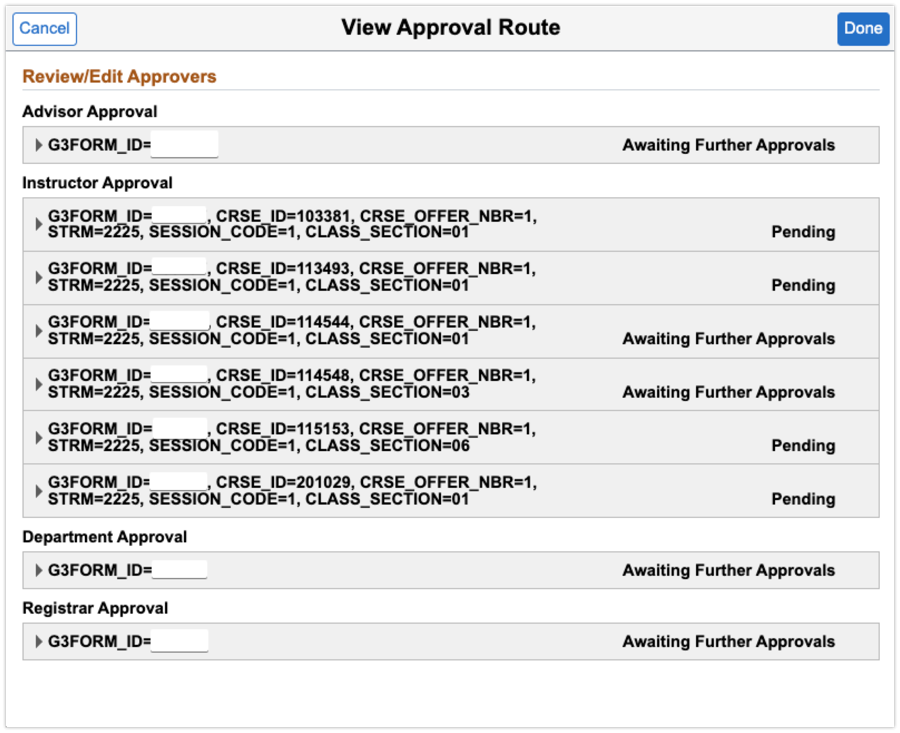 Cancel
View Approval Route
Done
Review/Edit Approvers
Advisor Approval
G3FORM_ID=
Awaiting Further Approvals
Instructor Approval
G3FORM_ID= , CRSE_ID=103381, CRSE_OFFER_NBR=1,
STRM=2225, SESSION_CODE=1, CLASS_SECTION=01
Pending
G3FORM_ID= , CRSE_ID=113493, CRSE_OFFER_NBR=1,
STRM=2225, SESSION_CODE=1, CLASS_SECTION=01
Pending
G3FORM_ID= , CRSE_ID=114544, CRSE_OFFER_NBR=1,
STRM=2225, SESSION_CODE=1, CLASS_SECTION=01
Awaiting Further Approvals
G3FORM_ID= , CRSE_ID=114548, CRSE_OFFER_NBR=1,
STRM=2225, SESSION_CODE=1, CLASS_SECTION=03
Awaiting Further Approvals
G3FORM_ID= , CRSE_ID=115153, CRSE_OFFER_NBR=1,
STRM=2225, SESSION_CODE=1, CLASS_SECTION=06
Pending
G3FORM_ID= , CRSE_ID=201029, CRSE_OFFER_NBR=1,
STRM=2225, SESSION_CODE=1, CLASS_SECTION=01
Pending
Department Approval
G3FORM_ID=
Awaiting Further Approvals
Registrar Approval
G3FORM_ID=
Awaiting Further Approvals